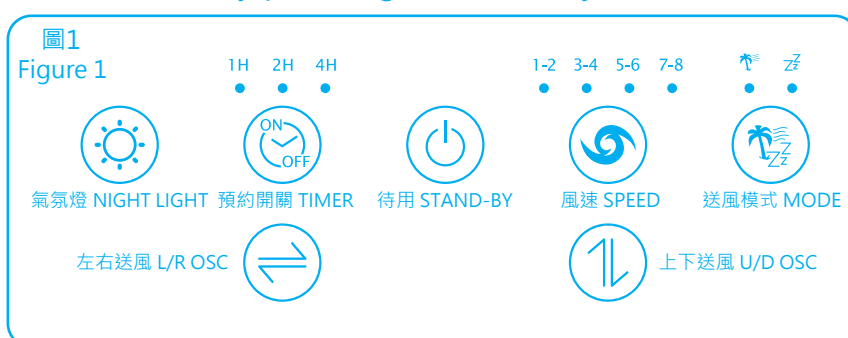 圖1
Figure 1
1H 2H 4H
1-2 3-4 5-6 7-8
ZZ
ON
OFF
ZZZ
氣氛燈 NIGHT LIGHT
預約開關 TIMER
待用 STAND-BY
風速 SPEED
送風模式 MODE
左右送風 L/R OSC
上下送風 U/D OSC